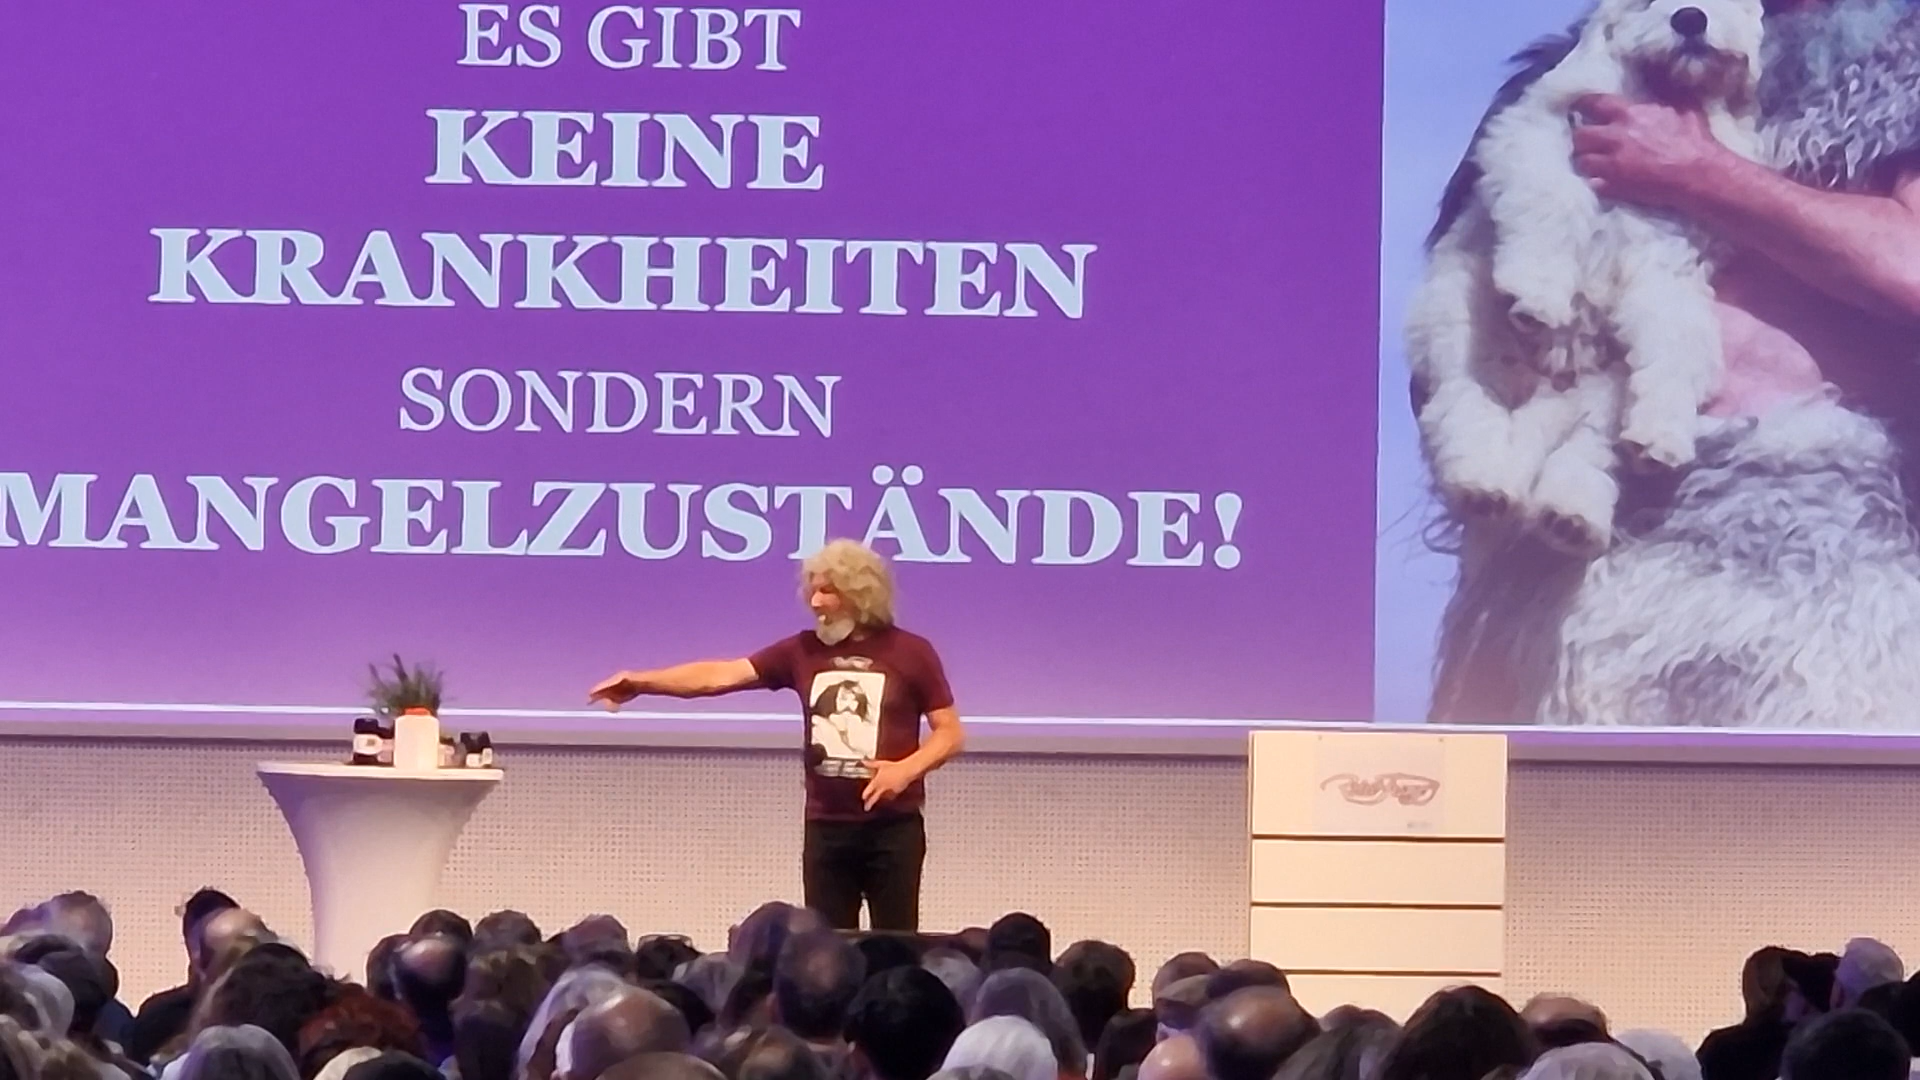 ES GIBT
KEINE
KRANKHEITEN
SONDERN
MANGELZUSTÄNDE!